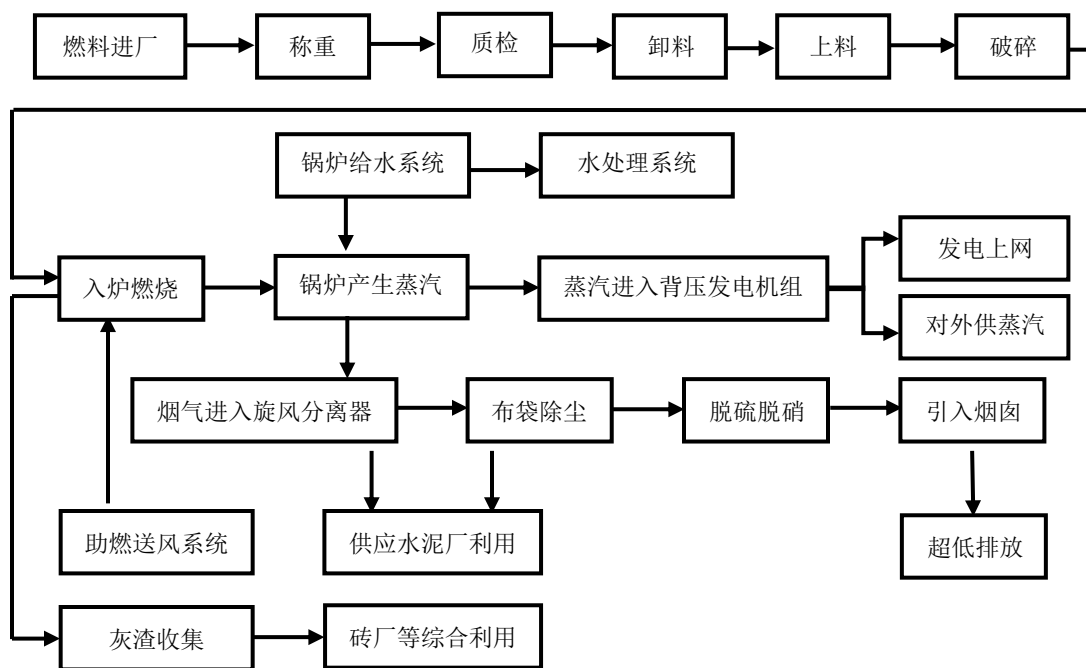 燃料进厂
称重
质检
卸料
上料
破碎
锅炉给水系统
水处理系统
发电上网
入炉燃烧
锅炉产生蒸汽
蒸汽进入背压发电机组
对外供蒸汽
烟气进入旋风分离器
布袋除尘
脱硫脱硝
引入烟囱
助燃送风系统
供应水泥厂利用
超低排放
灰渣收集
砖厂等综合利用